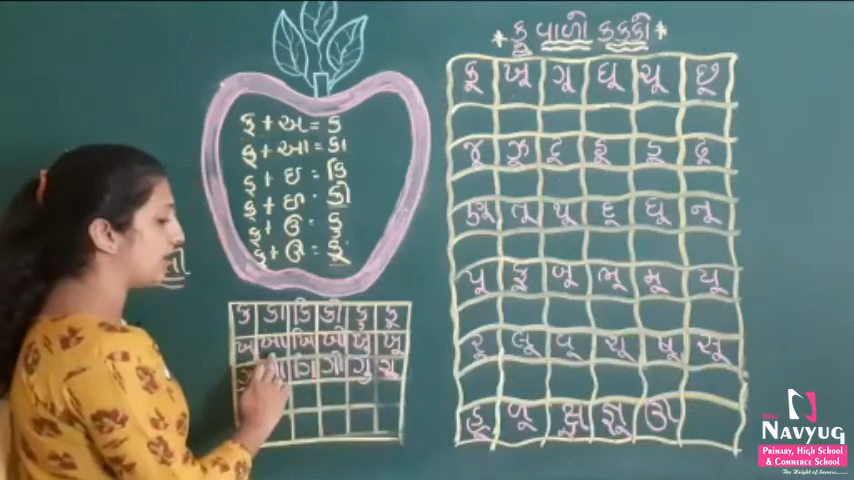 * કૂ વાળો કક્કો *
ક્ + અ = ક
ક્ + આ = કા
ક્ + ઇ = કિ
ક્ + ઈ = કી
ક્ + ઉ = કુ
ક્ + ઊ = કૂ
ક કા કિ કી કુ કૂ
ખ ખા ખિ ખી ખુ ખૂ
ગિ ગી ગુ ગૂ
કૂ ખૂ ગૂ ઘૂ ચૂ છૂ
જૂ ઝૂ ટૂ ઠૂ ડૂ ઢૂ
ણૂ તૂ થૂ દૂ ધૂ નૂ
પૂ ફૂ બૂ ભૂ મૂ યૂ
રૂ લૂ વૂ શૂ ષૂ સૂ
હૂ ળૂ ક્ષૂ જ્ઞૂ ઊ
NAVYUG
PRIMARY, HIGH SCHOOL
& COMMERCE SCHOOL